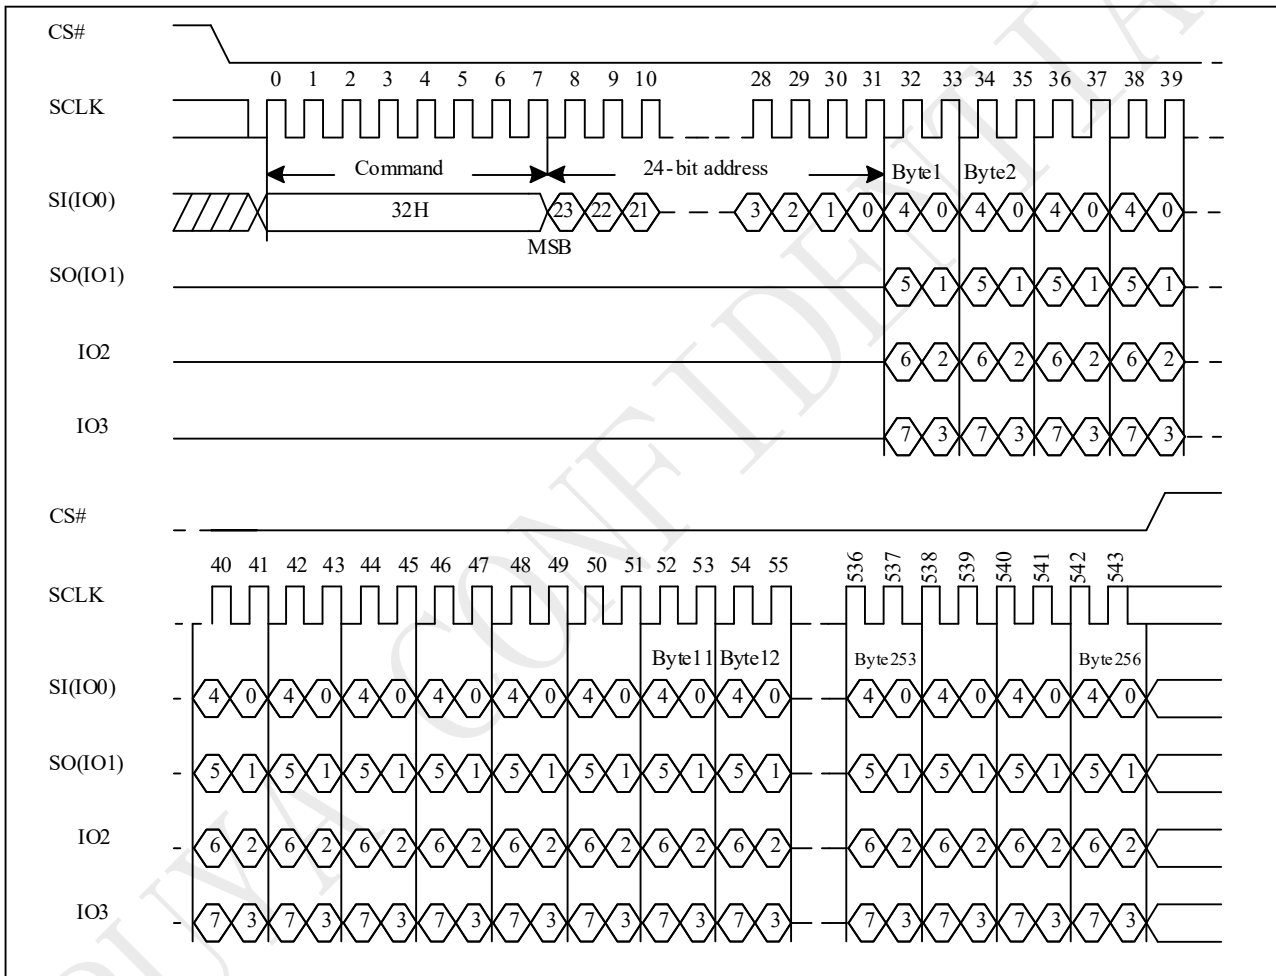 CS#
0 1 2 3 4 5 6 7 8 9 10 28 29 30 31 32 33 34 35 36 37 38 39
SCLK
Command 24-bit address Byte1 Byte2
SI(IO0) 32H 23 22 21 3 2 1 0 4 0 4 0 4 0 4 0
MSB
SO(IO1) 5 1 5 1 5 1 5 1
IO2 6 2 6 2 6 2 6 2
IO3 7 3 7 3 7 3 7 3
CS#
40 41 42 43 44 45 46 47 48 49 50 51 52 53 54 55 536 537 538 539 540 541 542 543
SCLK
Byte11 Byte12 Byte253 Byte256
SI(IO0) 4 0 4 0 4 0 4 0 4 0 4 0 4 0 4 0 4 0 4 0 4 0 4 0
SO(IO1) 5 1 5 1 5 1 5 1 5 1 5 1 5 1 5 1 5 1 5 1 5 1 5 1
IO2 6 2 6 2 6 2 6 2 6 2 6 2 6 2 6 2 6 2 6 2 6 2 6 2
IO3 7 3 7 3 7 3 7 3 7 3 7 3 7 3 7 3 7 3 7 3 7 3 7 3
PUYA CONFIDENTIAL